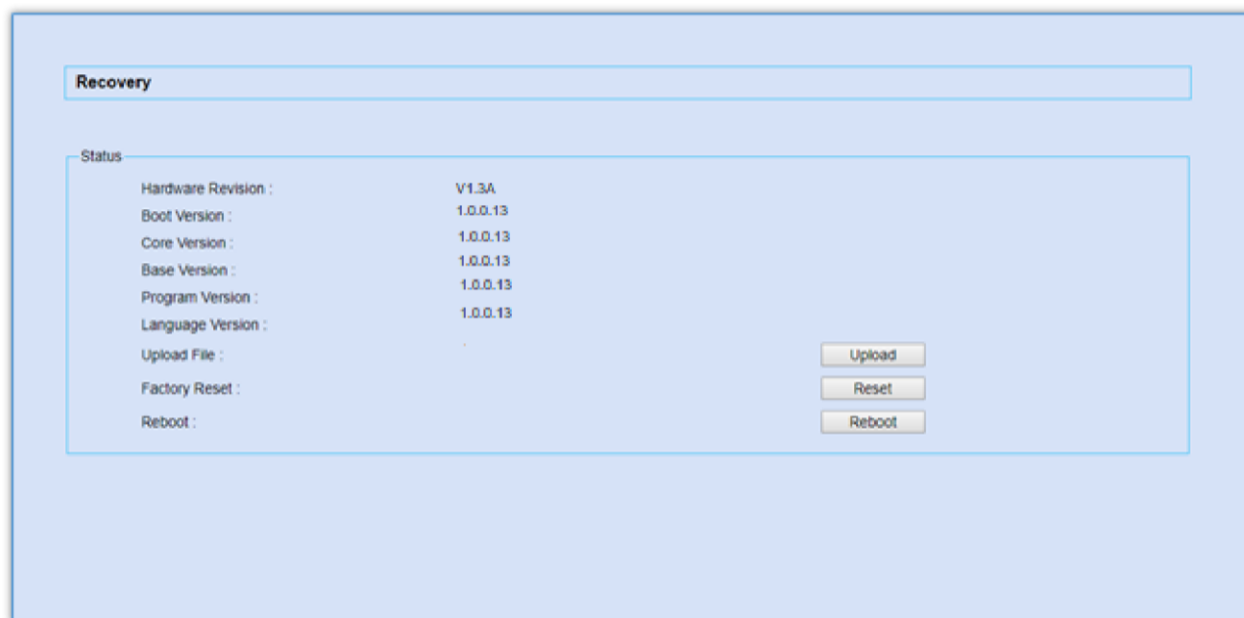 Recovery
Status
Hardware Revision : V1.3A
Boot Version : 1.0.0.13
Core Version : 1.0.0.13
Base Version : 1.0.0.13
Program Version : 1.0.0.13
Language Version : 1.0.0.13
Upload File : Upload
Factory Reset : Reset
Reboot : Reboot